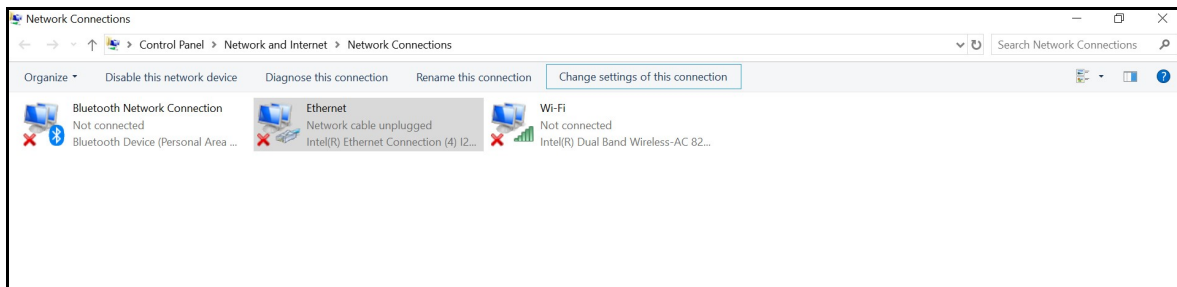 Network Connections
Control Panel > Network and Internet > Network Connections
Search Network Connections
Organize
Disable this network device
Diagnose this connection
Rename this connection
Change settings of this connection
Bluetooth Network Connection
Not connected
Bluetooth Device (Personal Area ...
Ethernet
Network cable unplugged
Intel(R) Ethernet Connection (4) I2...
Wi-Fi
Not connected
Intel(R) Dual Band Wireless-AC 82...